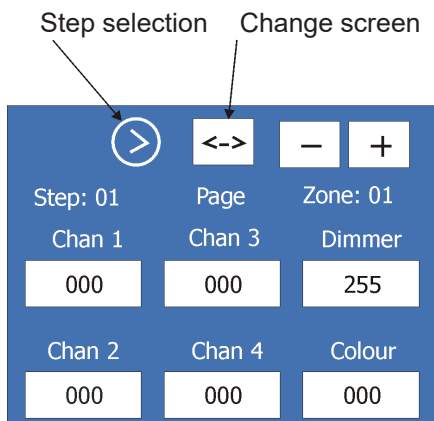 Step selection Change screen
> <-> − +
Step: 01 Page Zone: 01
Chan 1 Chan 3 Dimmer
000 000 255
Chan 2 Chan 4 Colour
000 000 000